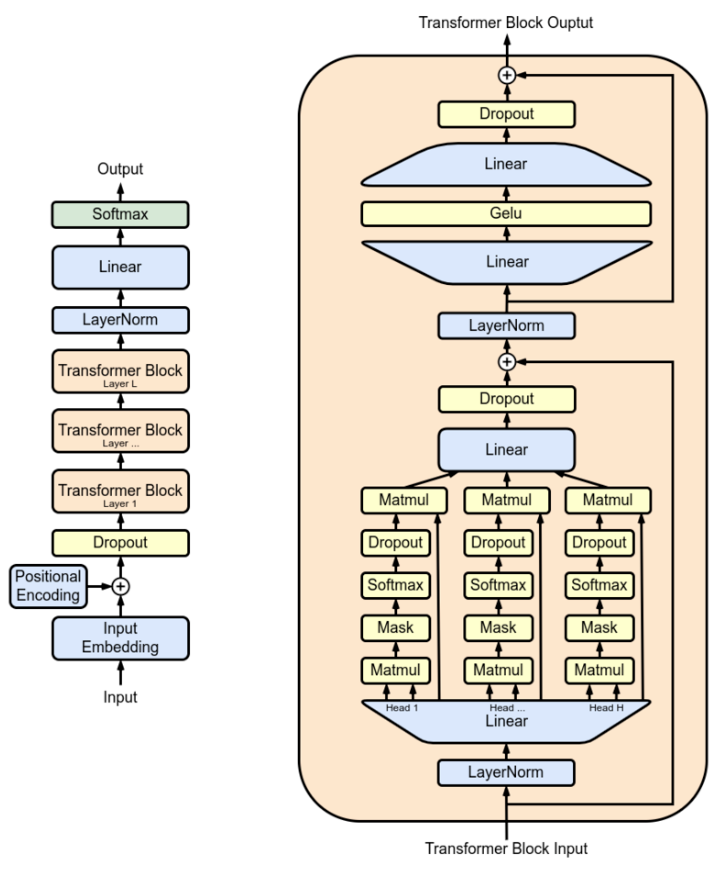 Output
Softmax
Linear
LayerNorm
Transformer Block
Layer L
Transformer Block
Layer ...
Transformer Block
Layer 1
Dropout
Positional
Encoding
+
Input
Embedding
Input
Transformer Block Ouptut
+
Dropout
Linear
Gelu
Linear
LayerNorm
+
Dropout
Linear
Matmul Matmul Matmul
Dropout Dropout Dropout
Softmax Softmax Softmax
Mask Mask Mask
Matmul Matmul Matmul
Head 1 Head ... Head H
Linear
LayerNorm
Transformer Block Input